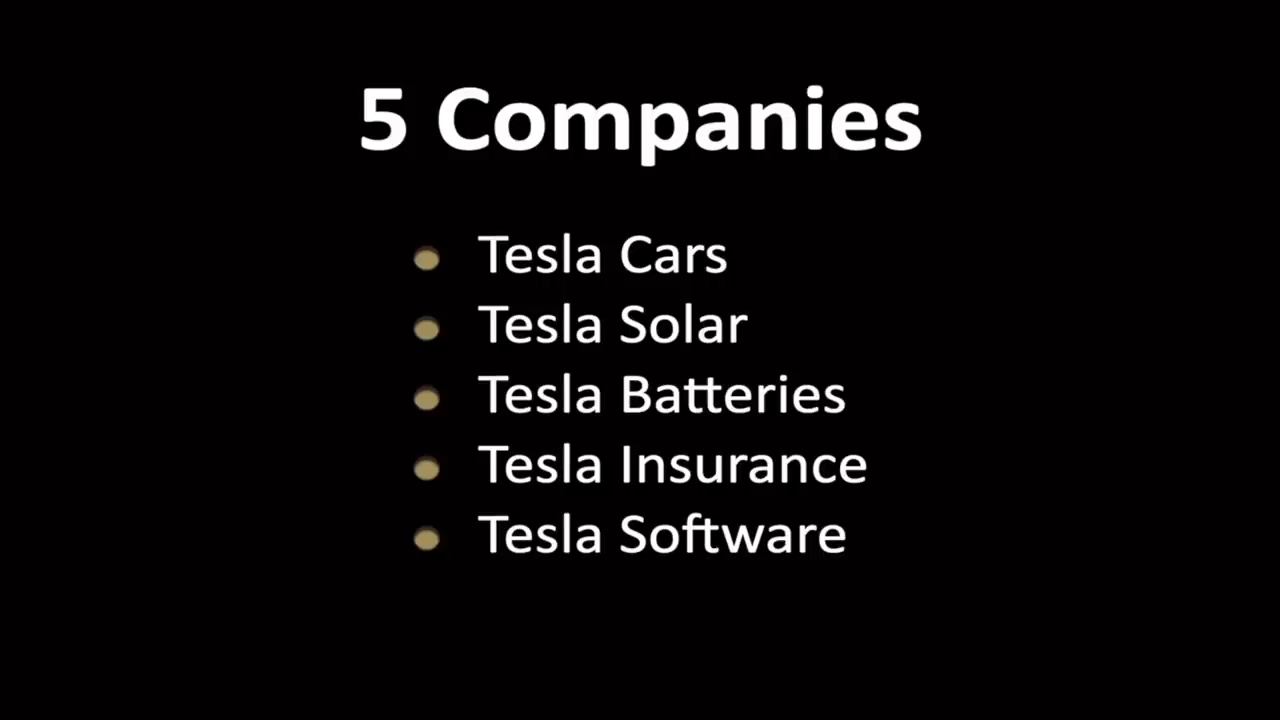 5 Companies
Tesla Cars
Tesla Solar
Tesla Batteries
Tesla Insurance
Tesla Software